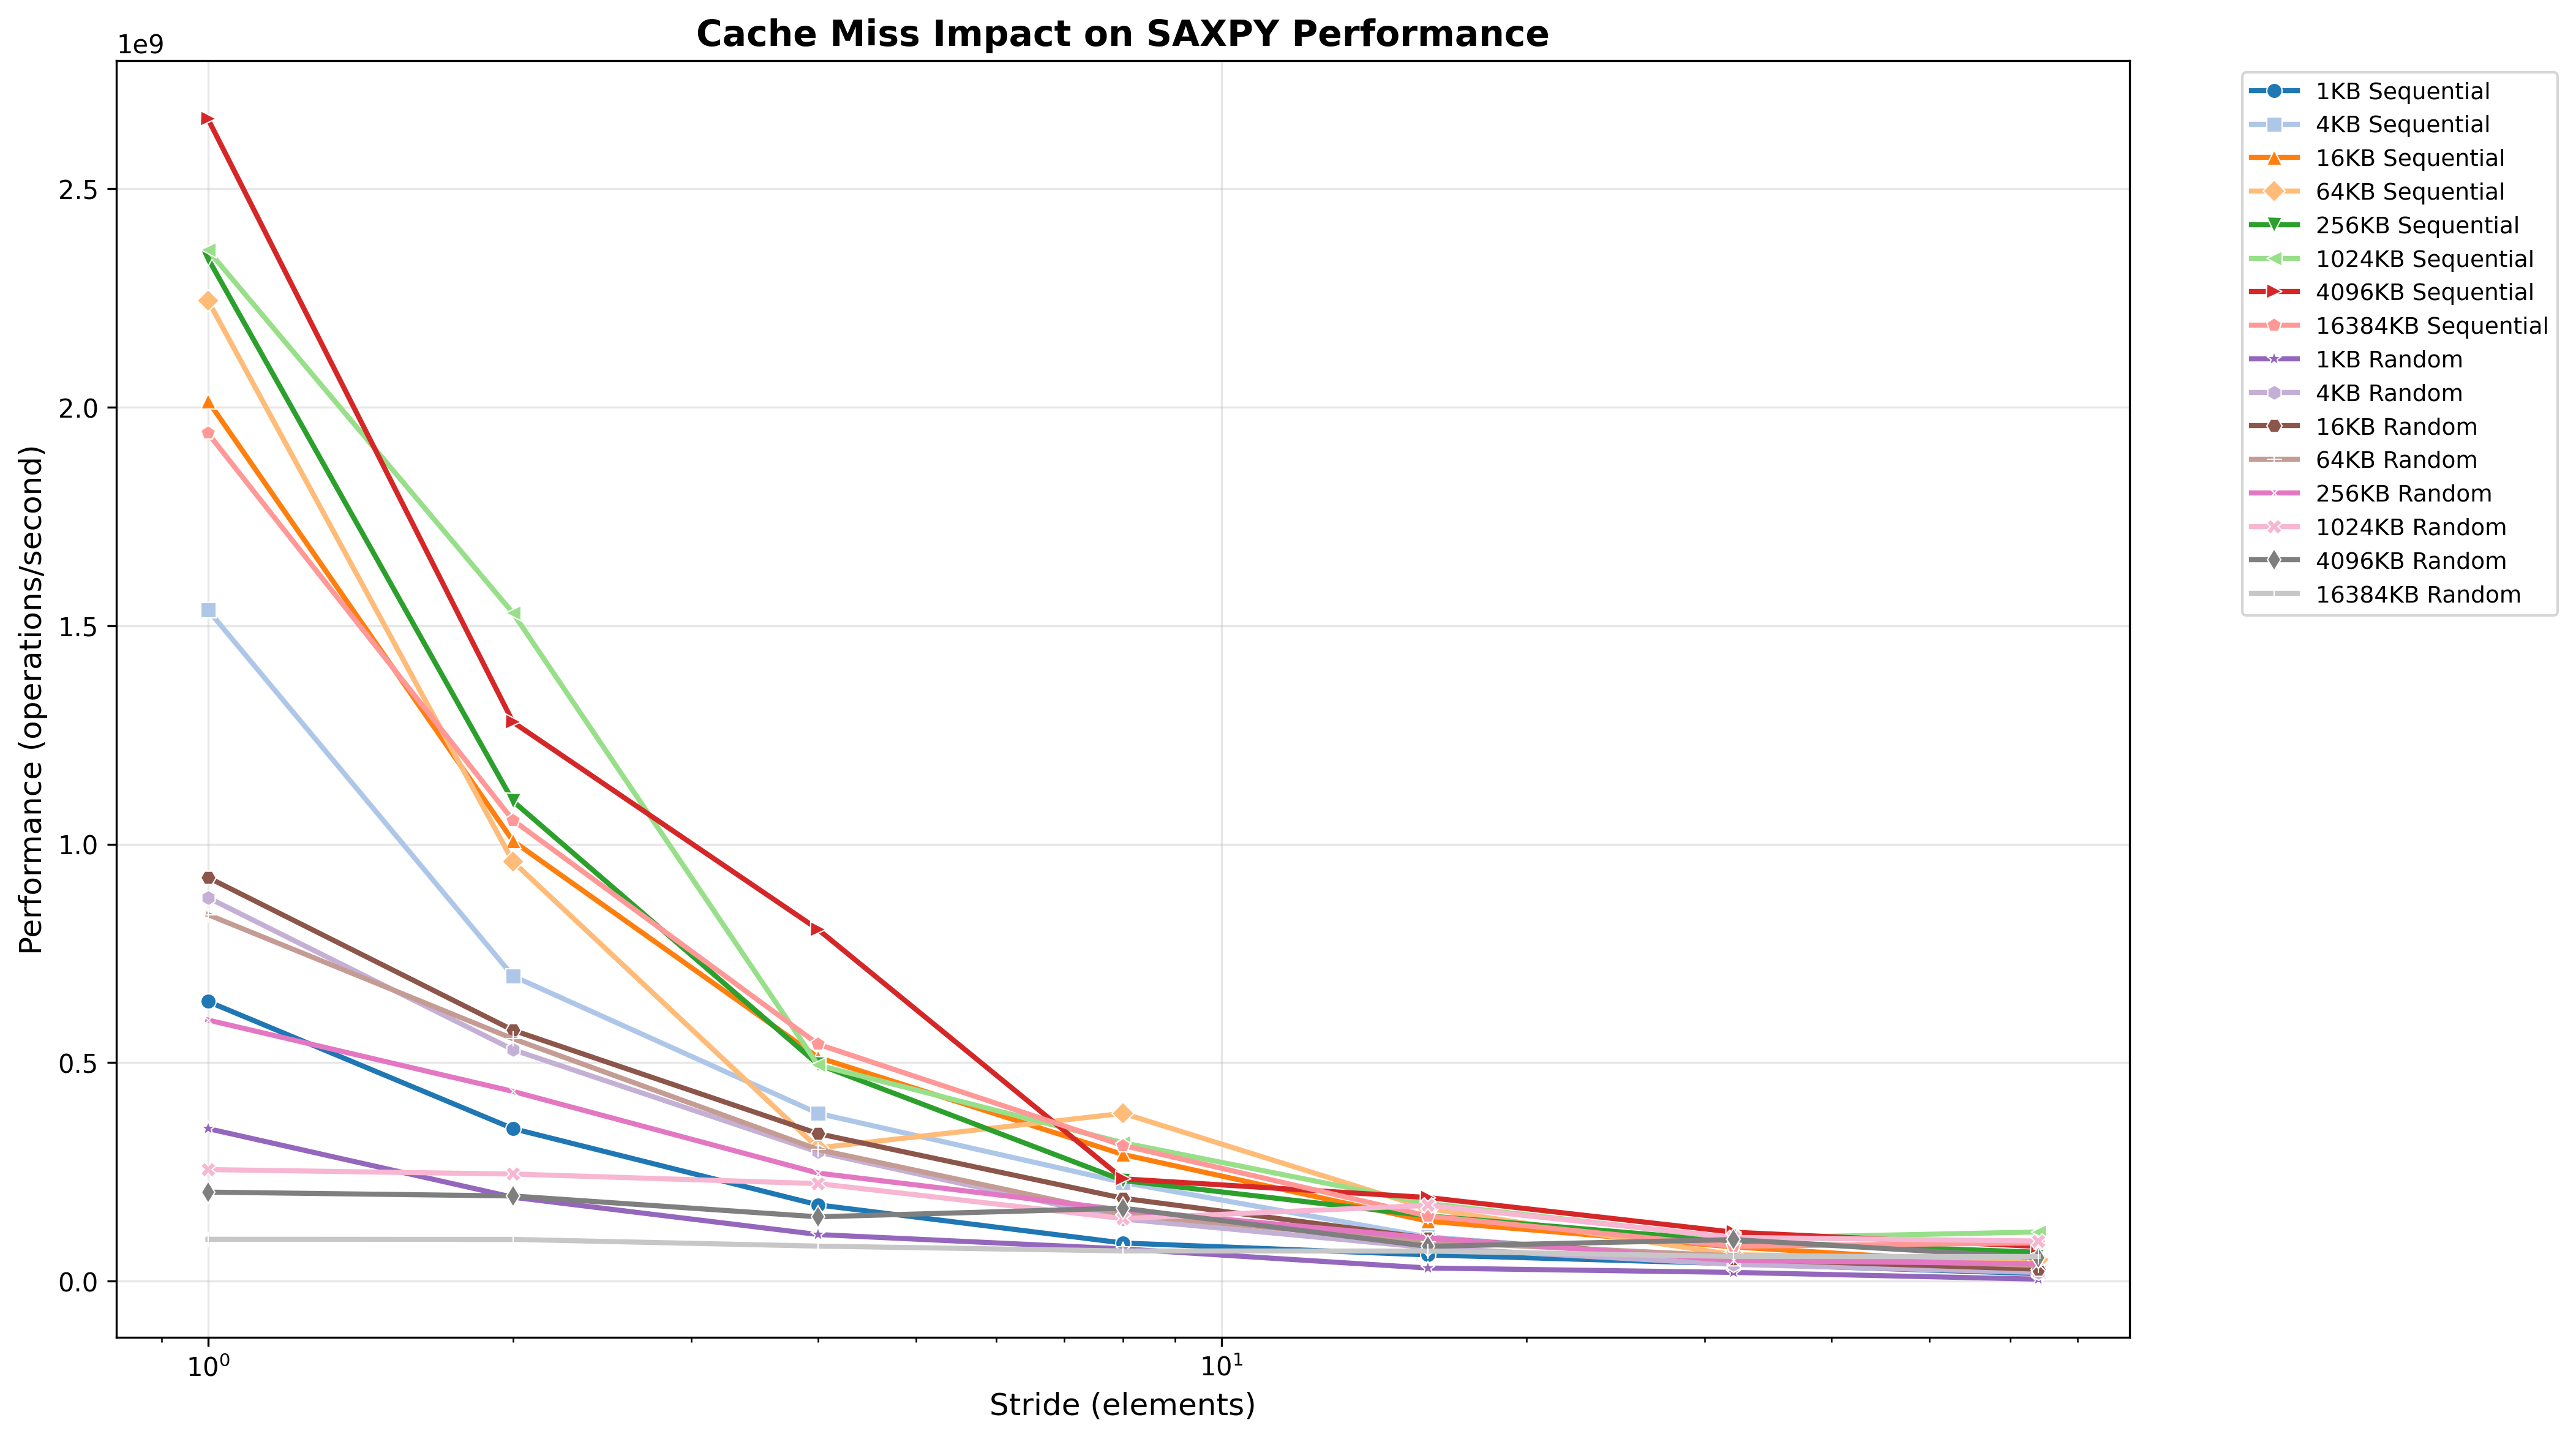 Cache Miss Impact on SAXPY Performance
1e9
2.5
2.0
1.5
1.0
0.5
0.0
Performance (operations/second)
10⁰
10¹
Stride (elements)
1KB Sequential
4KB Sequential
16KB Sequential
64KB Sequential
256KB Sequential
1024KB Sequential
4096KB Sequential
16384KB Sequential
1KB Random
4KB Random
16KB Random
64KB Random
256KB Random
1024KB Random
4096KB Random
16384KB Random